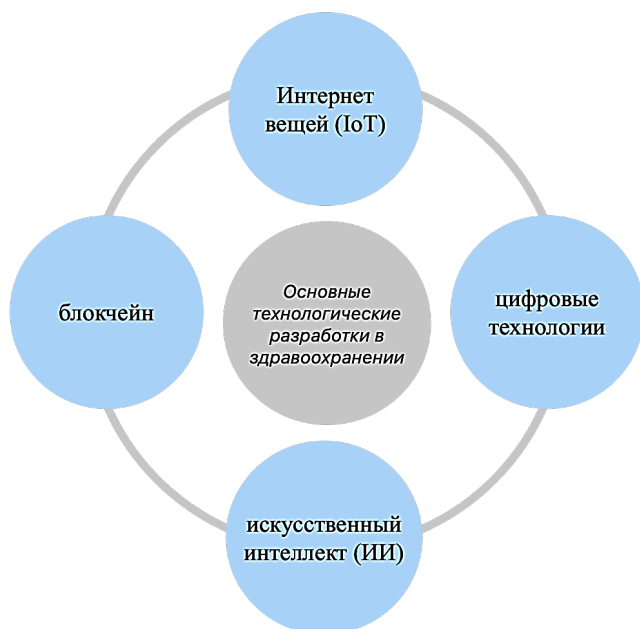 Интернет
вещей (IoT)
блокчейн
Основные
технологические
разработки в
здравоохранении
цифровые
технологии
искусственный
интеллект (ИИ)